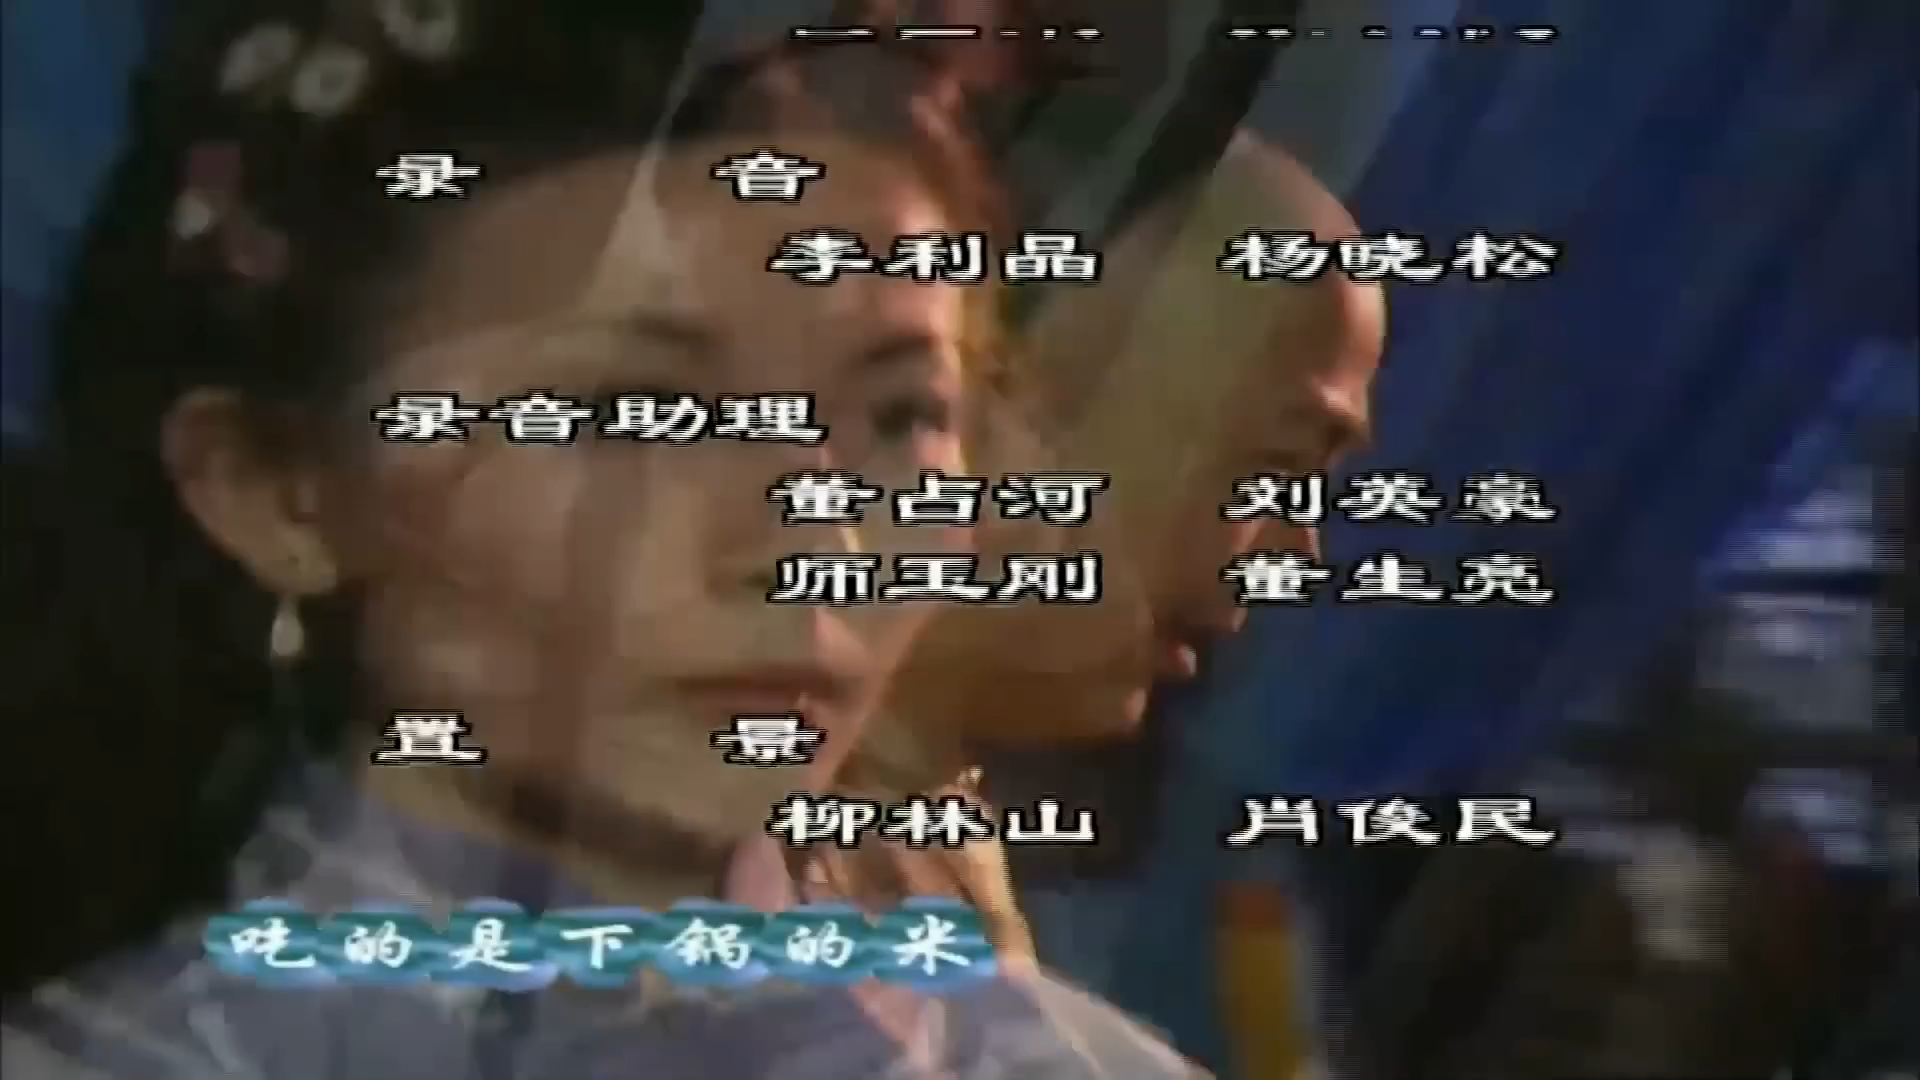 录音
李利品 杨晓松
录音助理
董占河 刘英豪
师玉刚 董生亮
置景
柳林山 肖俊民
吃的是下锅的米